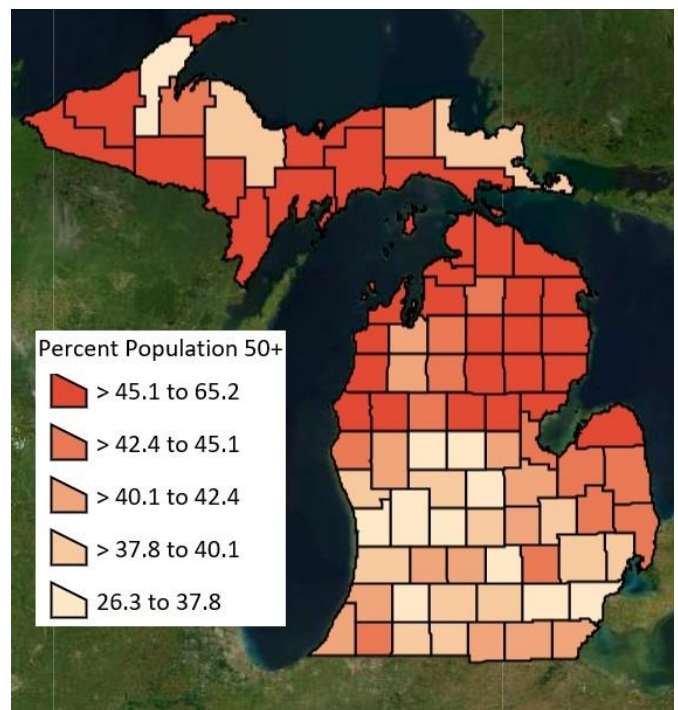 Percent Population 50+
> 45.1 to 65.2
> 42.4 to 45.1
> 40.1 to 42.4
> 37.8 to 40.1
26.3 to 37.8